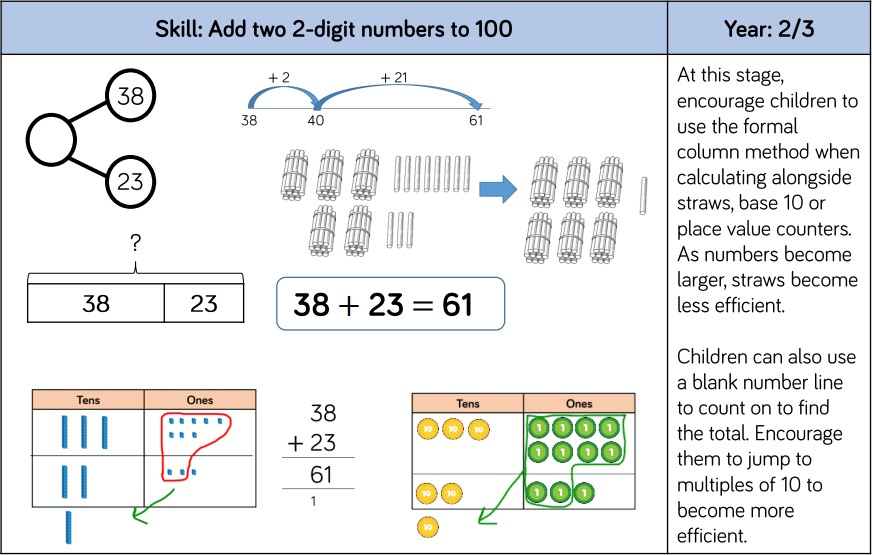 Skill: Add two 2-digit numbers to 100
Year: 2/3
38
23
+ 2
+ 21
38
40
61
?
38
23
38 + 23 = 61
Tens
Ones
38
+ 23
61
1
Tens
Ones
10 10 10
1 1 1 1
1 1 1 1
10 10
1 1 1
10
At this stage,
encourage children to
use the formal
column method when
calculating alongside
straws, base 10 or
place value counters.
As numbers become
larger, straws become
less efficient.
Children can also use
a blank number line
to count on to find
the total. Encourage
them to jump to
multiples of 10 to
become more
efficient.